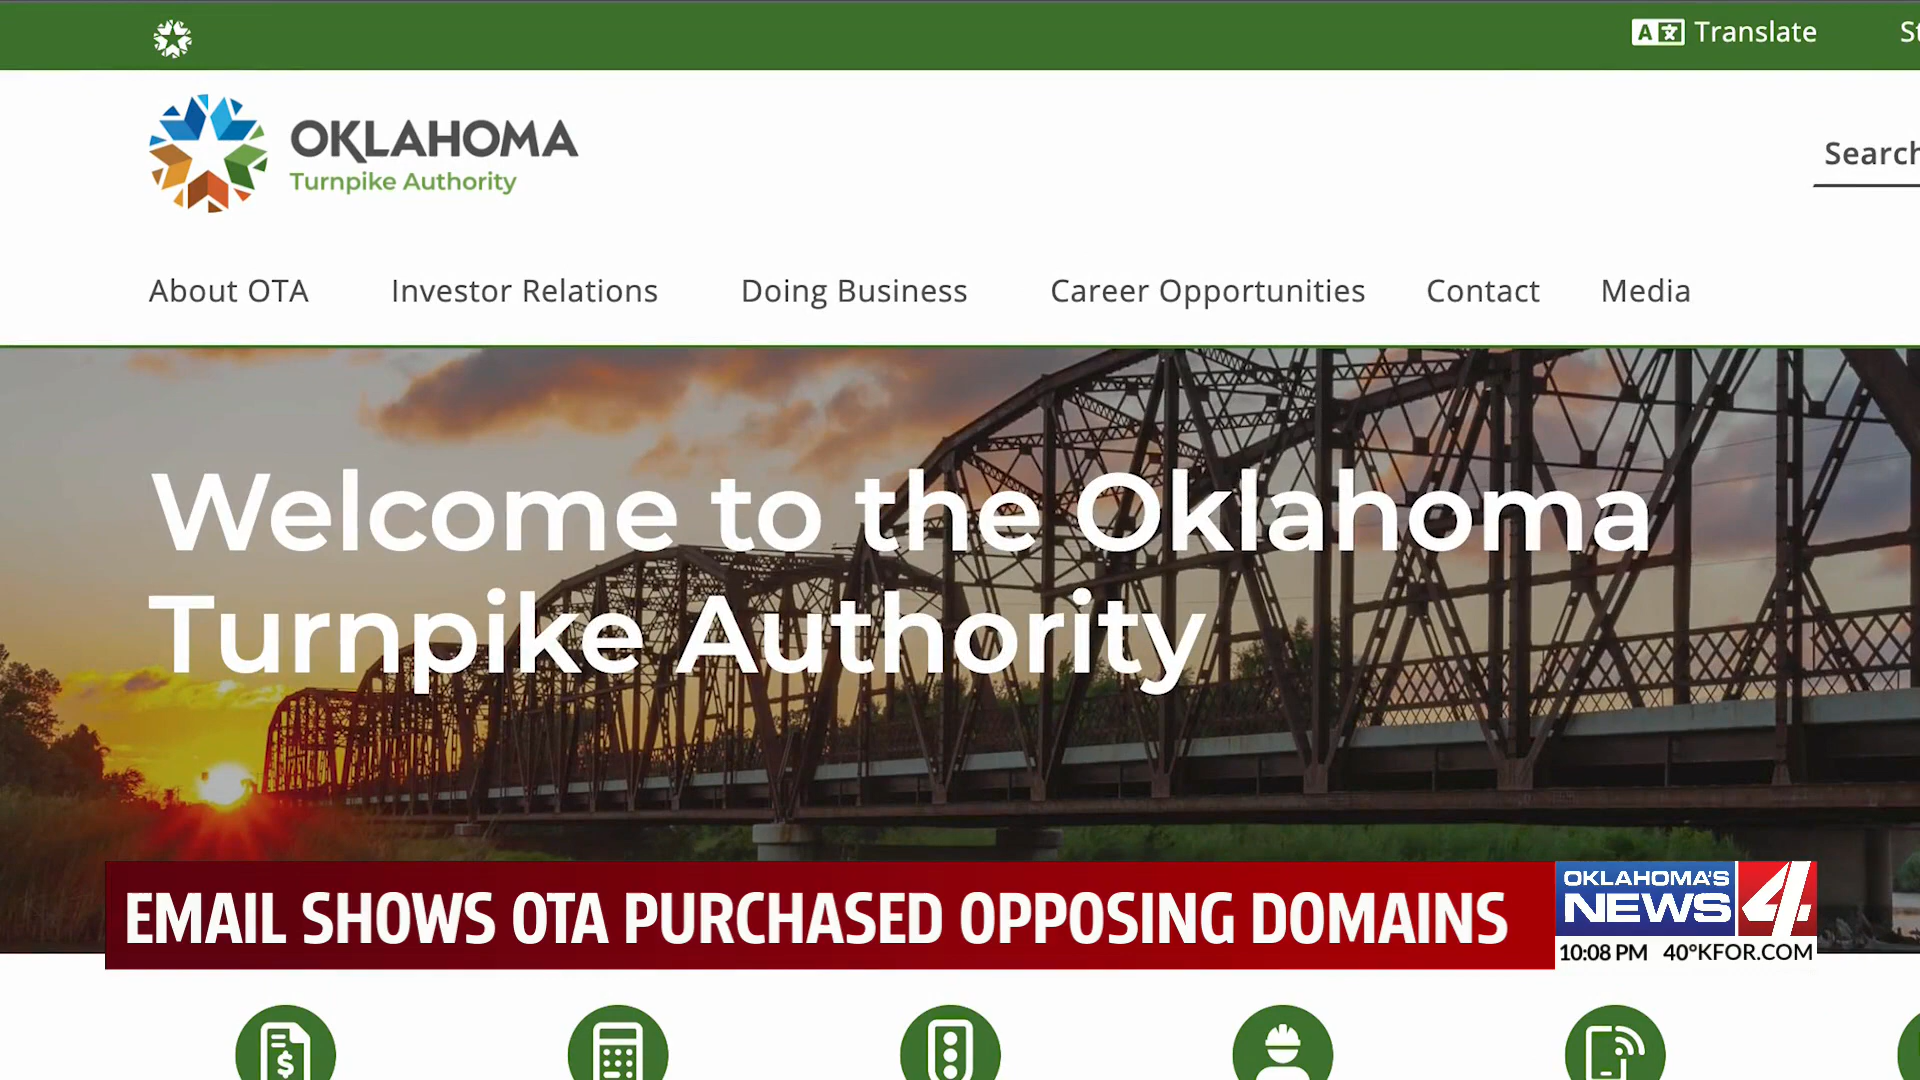 Translate
St
OKLAHOMA
Turnpike Authority
Search
About OTA
Investor Relations
Doing Business
Career Opportunities
Contact
Media
Welcome to the Oklahoma
Turnpike Authority
EMAIL SHOWS OTA PURCHASED OPPOSING DOMAINS
OKLAHOMA'S
NEWS 4
10:08 PM 40° KFOR.COM